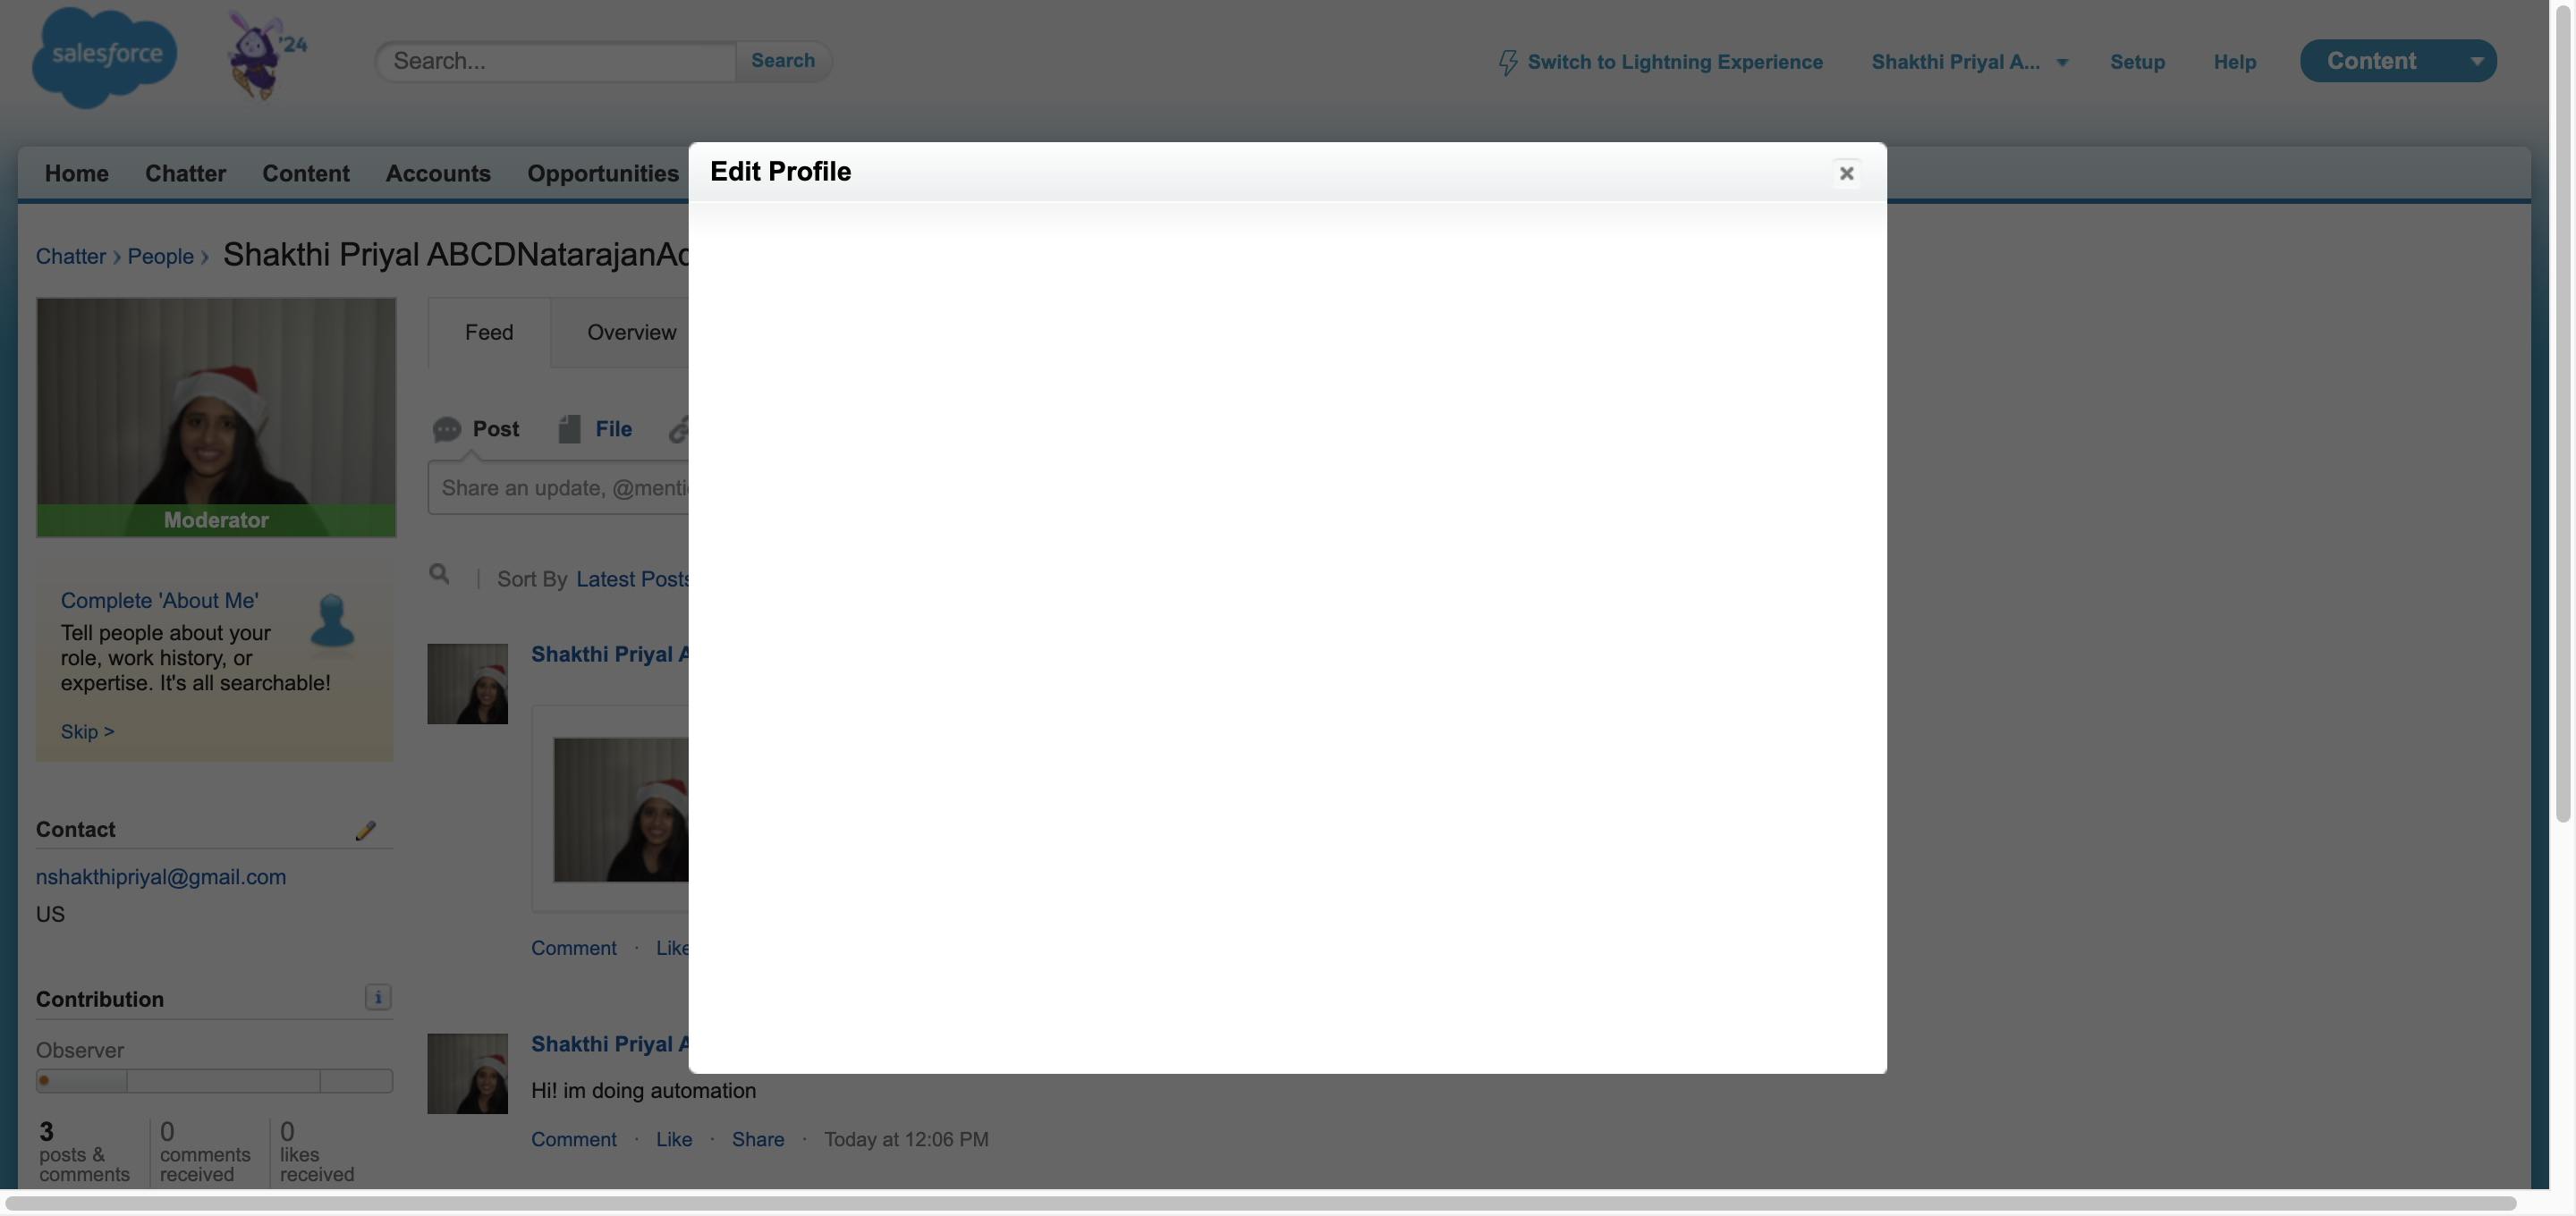 salesforce
'24
Search...
Search
Switch to Lightning Experience
Shakthi Priyal A...
Setup
Help
Content
Home
Chatter
Content
Accounts
Opportunities
Edit Profile
Chatter › People › Shakthi Priyal ABCDNatarajanAc
Feed
Overview
Post
File
Share an update, @menti
Moderator
Sort By Latest Posts
Complete 'About Me'
Tell people about your
role, work history, or
expertise. It's all searchable!
Skip >
Shakthi Priyal A
Contact
nshakthipriyal@gmail.com
US
Comment · Like
Contribution
Observer
Shakthi Priyal A
Hi! im doing automation
Comment · Like · Share · Today at 12:06 PM
3
posts &
comments
0
comments
received
0
likes
received